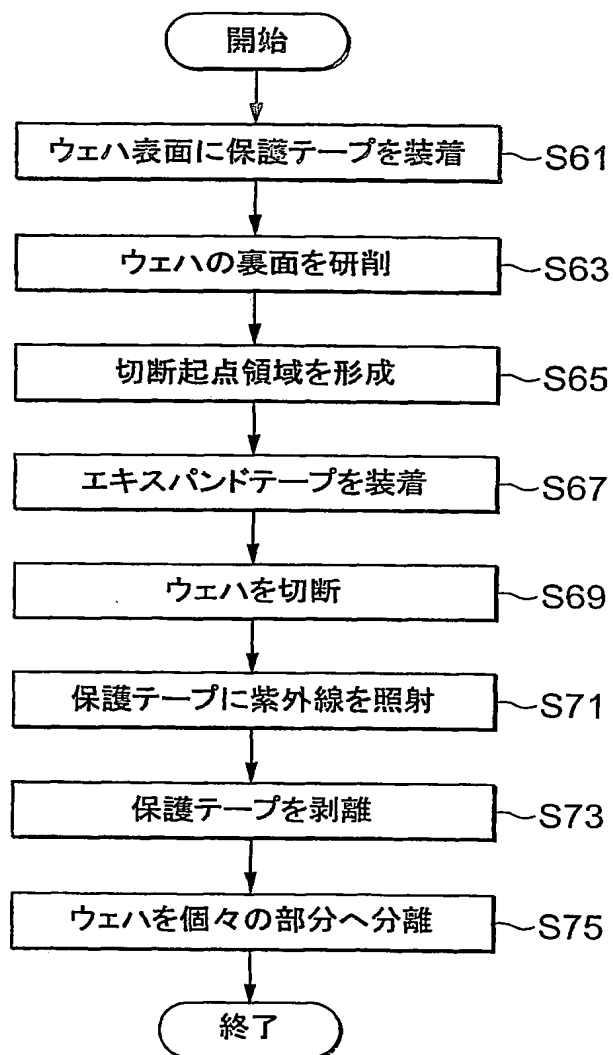 開始
ウェハ表面に保護テープを装着 S61
ウェハの裏面を研削 S63
切断起点領域を形成 S65
エキスパンドテープを装着 S67
ウェハを切断 S69
保護テープに紫外線を照射 S71
保護テープを剥離 S73
ウェハを個々の部分へ分離 S75
終了